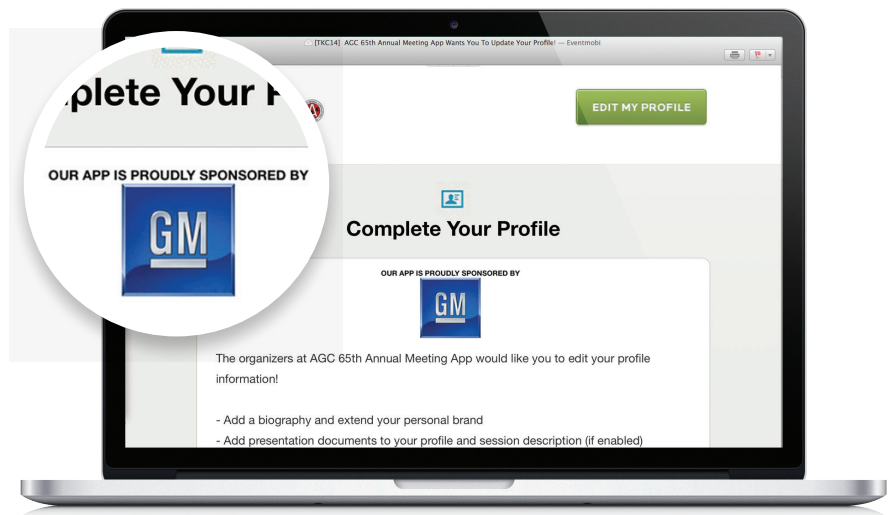 [TKC14] AGC 65th Annual Meeting App Wants You To Update Your Profile! — Eventmobi
plete Your
EDIT MY PROFILE
OUR APP IS PROUDLY SPONSORED BY
GM
Complete Your Profile
OUR APP IS PROUDLY SPONSORED BY
GM
The organizers at AGC 65th Annual Meeting App would like you to edit your profile
information!
- Add a biography and extend your personal brand
- Add presentation documents to your profile and session description (if enabled)